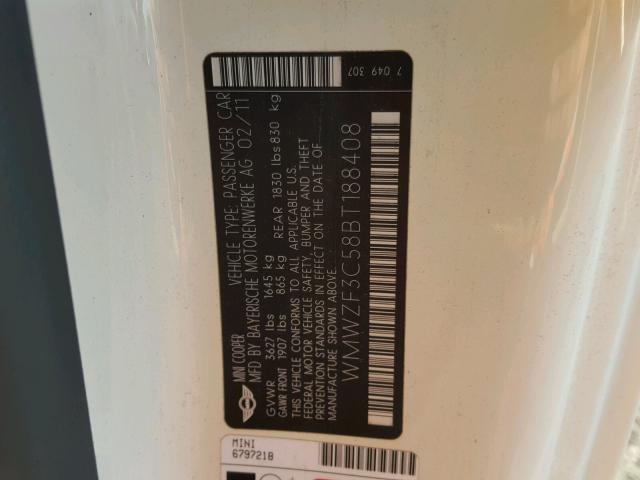 MINI COOPER
VEHICLE TYPE: PASSENGER CAR
MFD BY BAYERISCHE MOTORENWERKE AG 02/11
GVWR 3627 lbs 1645 kg
GAWR FRONT 1907 lbs 865 kg REAR 1830 lbs 830 kg
THIS VEHICLE CONFORMS TO ALL APPLICABLE U.S.
FEDERAL MOTOR VEHICLE SAFETY, BUMPER AND THEFT
PREVENTION STANDARDS IN EFFECT ON THE DATE OF
MANUFACTURE SHOWN ABOVE.
WMWZF3C58BT188408
7 049 307
MINI
6797218